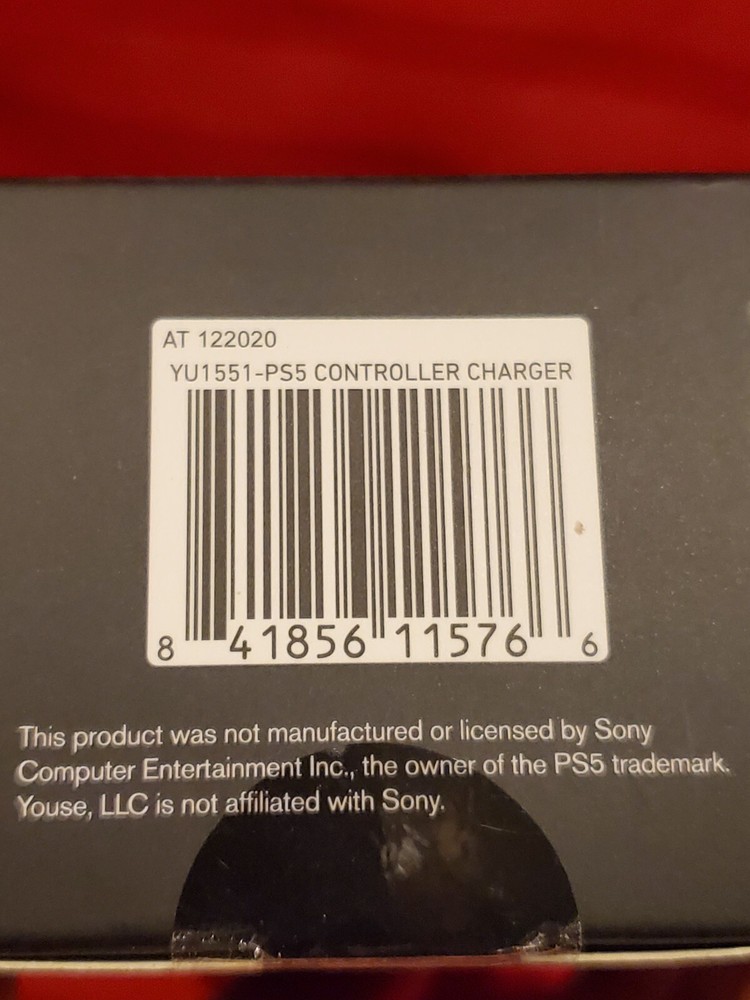 AT 122020
YU1551-PS5 CONTROLLER CHARGER
8 41856 11576 6
This product was not manufactured or licensed by Sony
Computer Entertainment Inc., the owner of the PS5 trademark.
Youse, LLC is not affiliated with Sony.